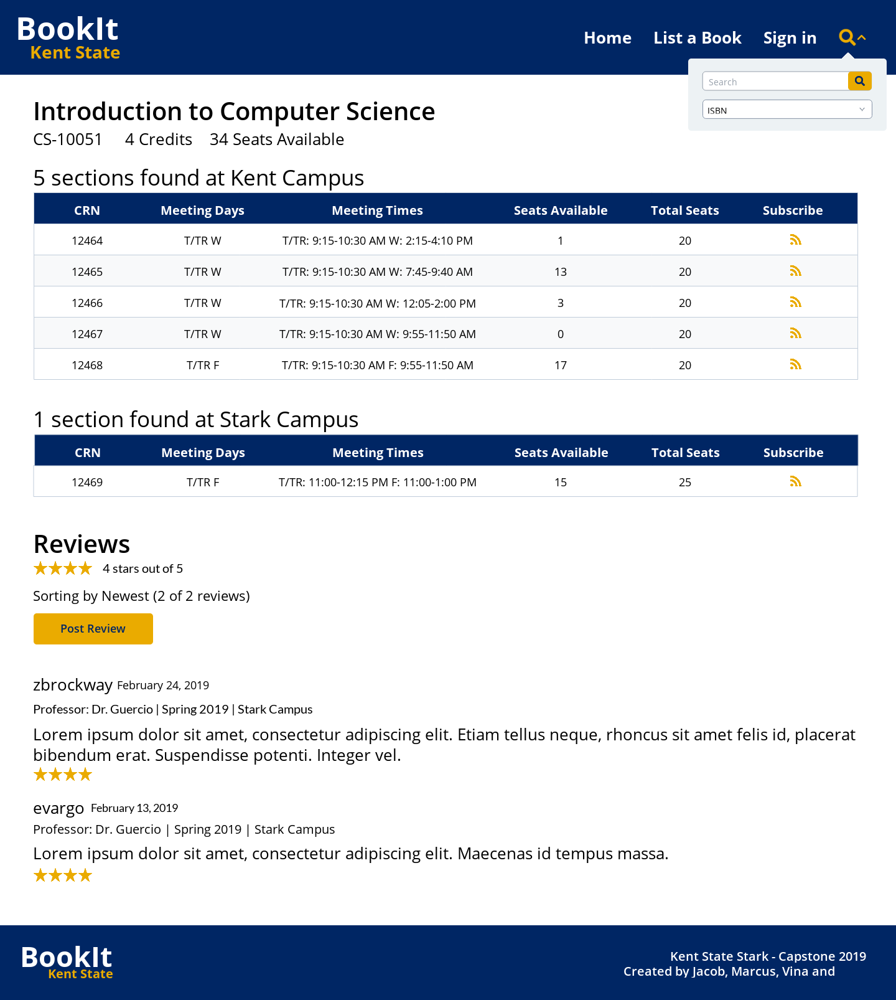 BookIt
Kent State
Home List a Book Sign in
Search
ISBN
Introduction to Computer Science
CS-10051 4 Credits 34 Seats Available
5 sections found at Kent Campus
CRN Meeting Days Meeting Times Seats Available Total Seats Subscribe
12464 T/TR W T/TR: 9:15-10:30 AM W: 2:15-4:10 PM 1 20
12465 T/TR W T/TR: 9:15-10:30 AM W: 7:45-9:40 AM 13 20
12466 T/TR W T/TR: 9:15-10:30 AM W: 12:05-2:00 PM 3 20
12467 T/TR W T/TR: 9:15-10:30 AM W: 9:55-11:50 AM 0 20
12468 T/TR F T/TR: 9:15-10:30 AM F: 9:55-11:50 AM 17 20
1 section found at Stark Campus
CRN Meeting Days Meeting Times Seats Available Total Seats Subscribe
12469 T/TR F T/TR: 11:00-12:15 PM F: 11:00-1:00 PM 15 25
Reviews
4 stars out of 5
Sorting by Newest (2 of 2 reviews)
Post Review
zbrockway February 24, 2019
Professor: Dr. Guercio | Spring 2019 | Stark Campus
Lorem ipsum dolor sit amet, consectetur adipiscing elit. Etiam tellus neque, rhoncus sit amet felis id, placerat
bibendum erat. Suspendisse potenti. Integer vel.
evargo February 13, 2019
Professor: Dr. Guercio | Spring 2019 | Stark Campus
Lorem ipsum dolor sit amet, consectetur adipiscing elit. Maecenas id tempus massa.
BookIt
Kent State
Kent State Stark - Capstone 2019
Created by Jacob, Marcus, Vina and